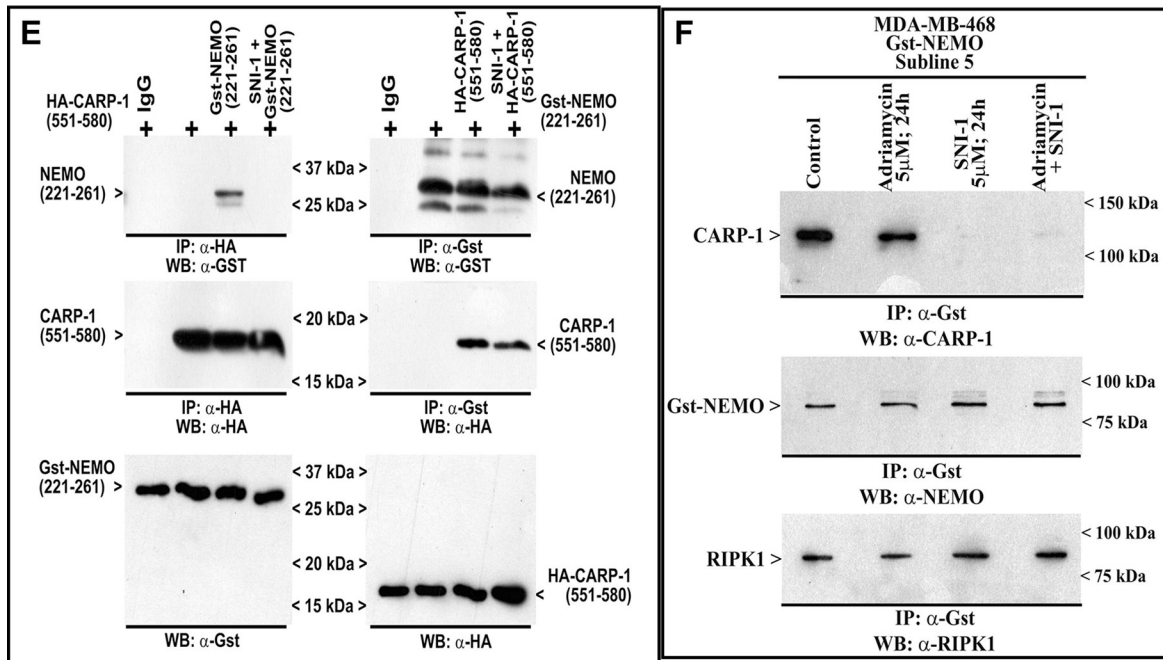 E
HA-CARP-1
(551-580)
IgG
Gst-NEMO
(221-261)
SNI-1 +
Gst-NEMO
(221-261)
+ + + +
NEMO
(221-261) >
IP: α-HA
WB: α-GST
< 37 kDa >
< 25 kDa >
IgG
HA-CARP-1
(551-580)
SNI-1 +
HA-CARP-1
(551-580)
Gst-NEMO
(221-261)
+ + + +
NEMO
< (221-261)
IP: α-Gst
WB: α-GST
CARP-1
(551-580) >
< 20 kDa >
< 15 kDa >
CARP-1
< (551-580)
IP: α-HA
WB: α-HA
IP: α-Gst
WB: α-HA
Gst-NEMO
(221-261) >
< 37 kDa >
< 25 kDa >
< 20 kDa >
< 15 kDa >
HA-CARP-1
< (551-580)
WB: α-Gst
WB: α-HA
F
MDA-MB-468
Gst-NEMO
Subline 5
Control
Adriamycin
5μM; 24h
SNI-1
5μM; 24h
Adriamycin
+ SNI-1
CARP-1 >
< 150 kDa
< 100 kDa
IP: α-Gst
WB: α-CARP-1
Gst-NEMO >
< 100 kDa
< 75 kDa
IP: α-Gst
WB: α-NEMO
RIPK1 >
< 100 kDa
< 75 kDa
IP: α-Gst
WB: α-RIPK1